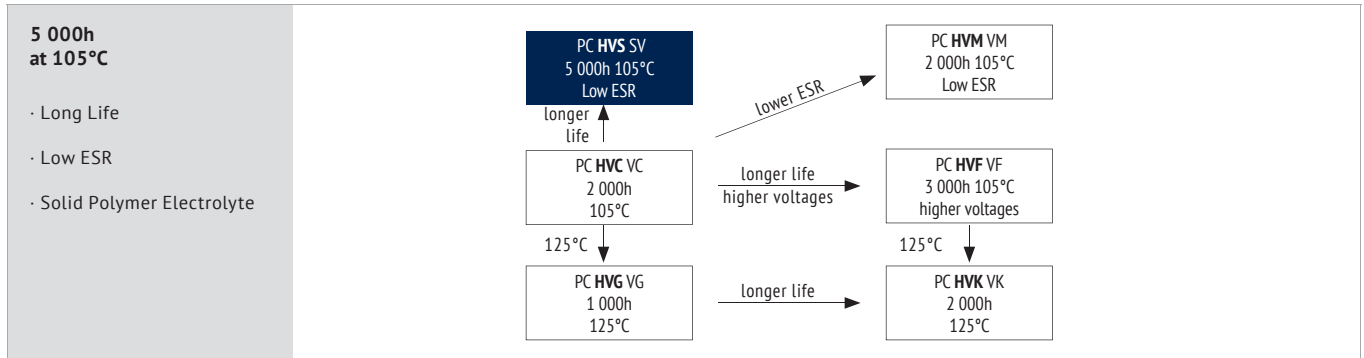 5 000h
at 105°C
· Long Life
· Low ESR
· Solid Polymer Electrolyte
PC HVS SV
5 000h 105°C
Low ESR
PC HVM VM
2 000h 105°C
Low ESR
longer
life
lower ESR
PC HVC VC
2 000h
105°C
longer life
higher voltages
PC HVF VF
3 000h 105°C
higher voltages
125°C
125°C
PC HVG VG
1 000h
125°C
longer life
PC HVK VK
2 000h
125°C